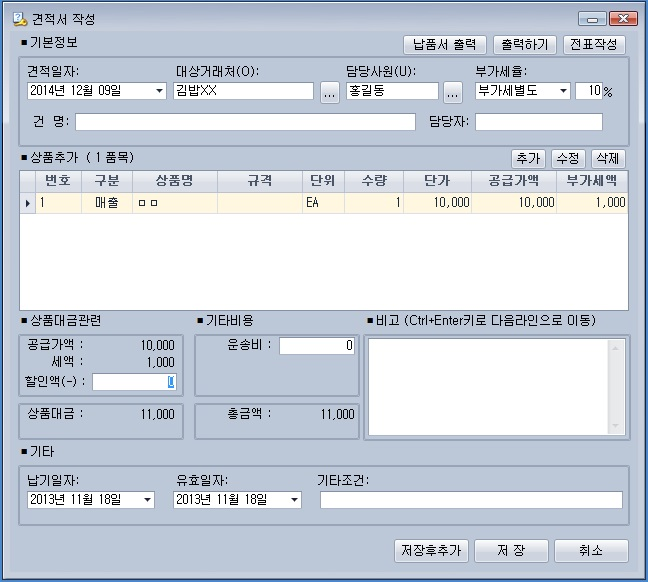 견적서 작성
■ 기본정보 납품서 출력 출력하기 전표작성
견적일자: 대상거래처(O): 담당사원(U): 부가세율:
2014년 12월 09일 김밥XX ... 홍길동 ... 부가세별도 10 %
건 명: 담당자:
■ 상품추가 ( 1 품목) 추가 수정 삭제
번호 구분 상품명 규격 단위 수량 단가 공급가액 부가세액
1 매출 ㅁㅁ EA 1 10,000 10,000 1,000
■ 상품대금관련 ■ 기타비용 ■ 비고 (Ctrl+Enter키로 다음라인으로 이동)
공급가액 : 10,000 운송비 : 0
세액 : 1,000
할인액(-) : 0
상품대금 : 11,000 총금액 : 11,000
■ 기타
납기일자: 유효일자: 기타조건:
2013년 11월 18일 2013년 11월 18일
저장후추가 저 장 취소